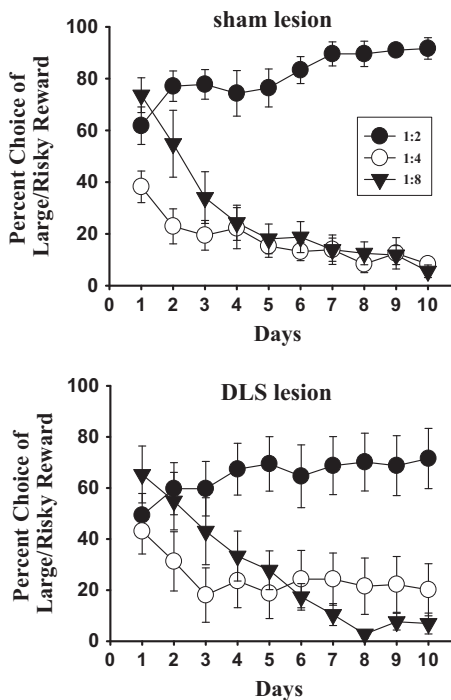 sham lesion
100
80
60
40
20
0
Percent Choice of
Large/Risky Reward
1:2
1:4
1:8
0 1 2 3 4 5 6 7 8 9 10
Days
DLS lesion
100
80
60
40
20
0
Percent Choice of
Large/Risky Reward
0 1 2 3 4 5 6 7 8 9 10
Days